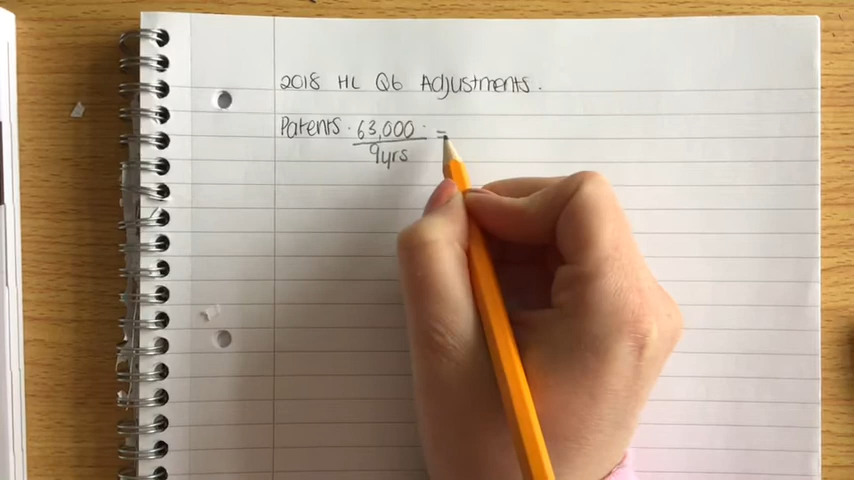 2018 HL Q6 Adjustments.
Patents. 63,000 =
9yrs